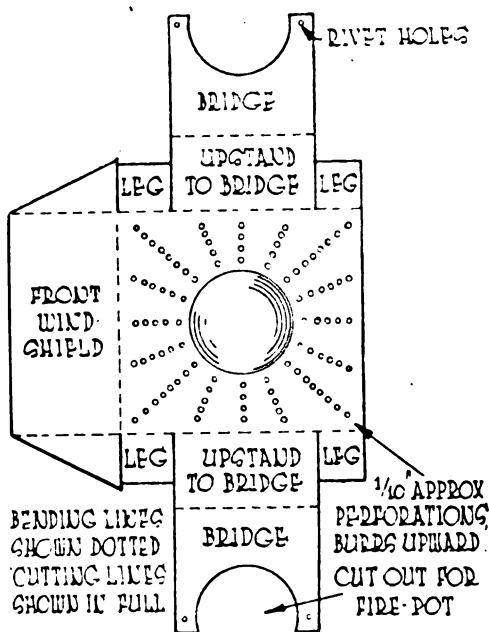 RIVET HOLES
BRIDGE
UPSTAND
TO BRIDGE
LEG
LEG
FRONT
WIND-
SHIELD
LEG
LEG
UPSTAND
TO BRIDGE
1/10" APPROX
PERFORATIONS,
BURRS UPWARD.
BENDING LINES
SHOWN DOTTED
CUTTING LINES
SHOWN IN FULL
BRIDGE
CUT OUT FOR
FIRE-POT